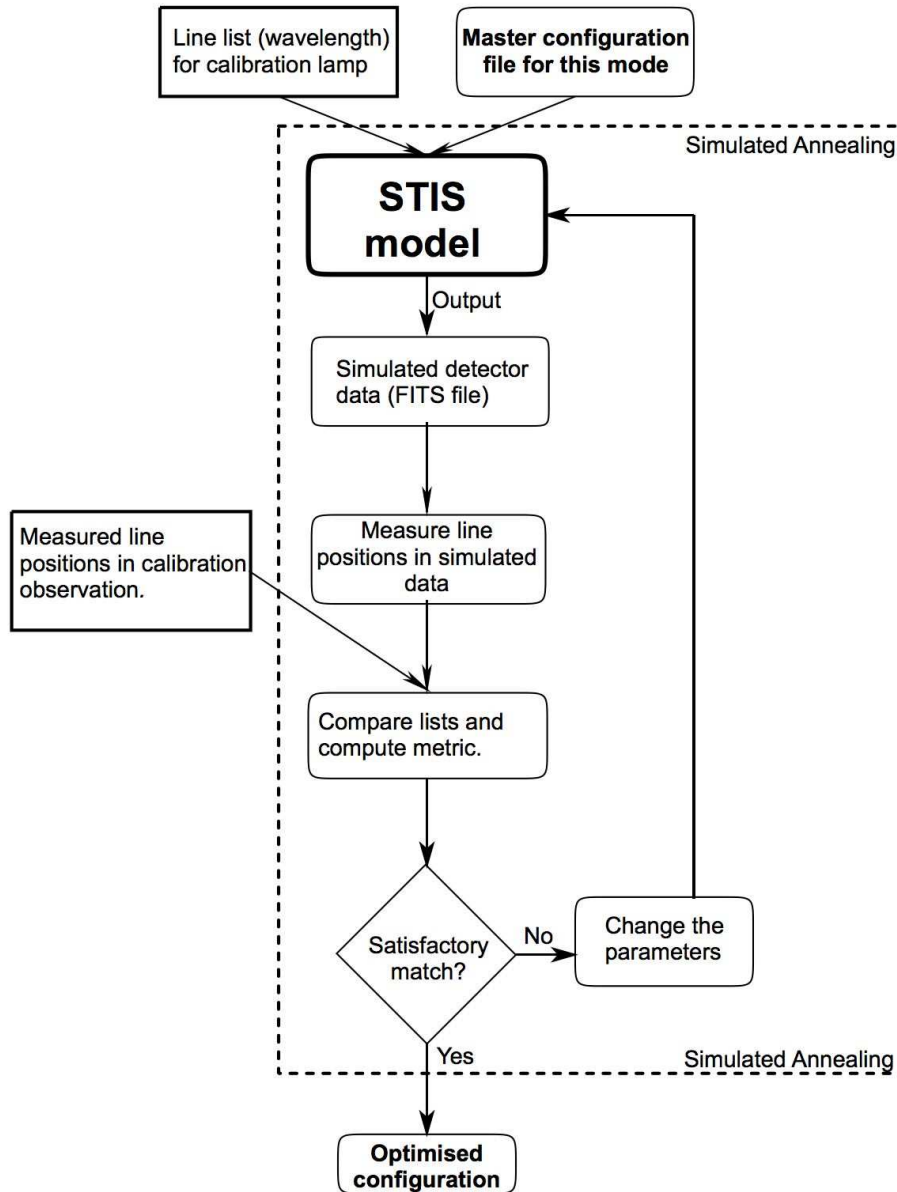 Line list (wavelength)
for calibration lamp
Master configuration
file for this mode
Simulated Annealing
STIS
model
Output
Simulated detector
data (FITS file)
Measured line
positions in calibration
observation.
Measure line
positions in simulated
data
Compare lists and
compute metric.
Satisfactory
match?
No
Change the
parameters
Yes
Simulated Annealing
Optimised
configuration